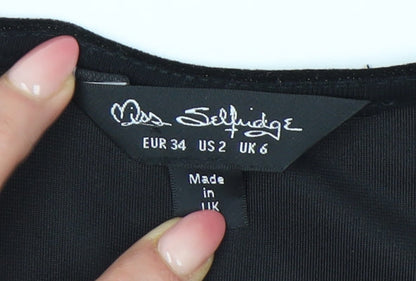 Miss Selfridge
EUR 34 US 2 UK 6
Made
in
UK